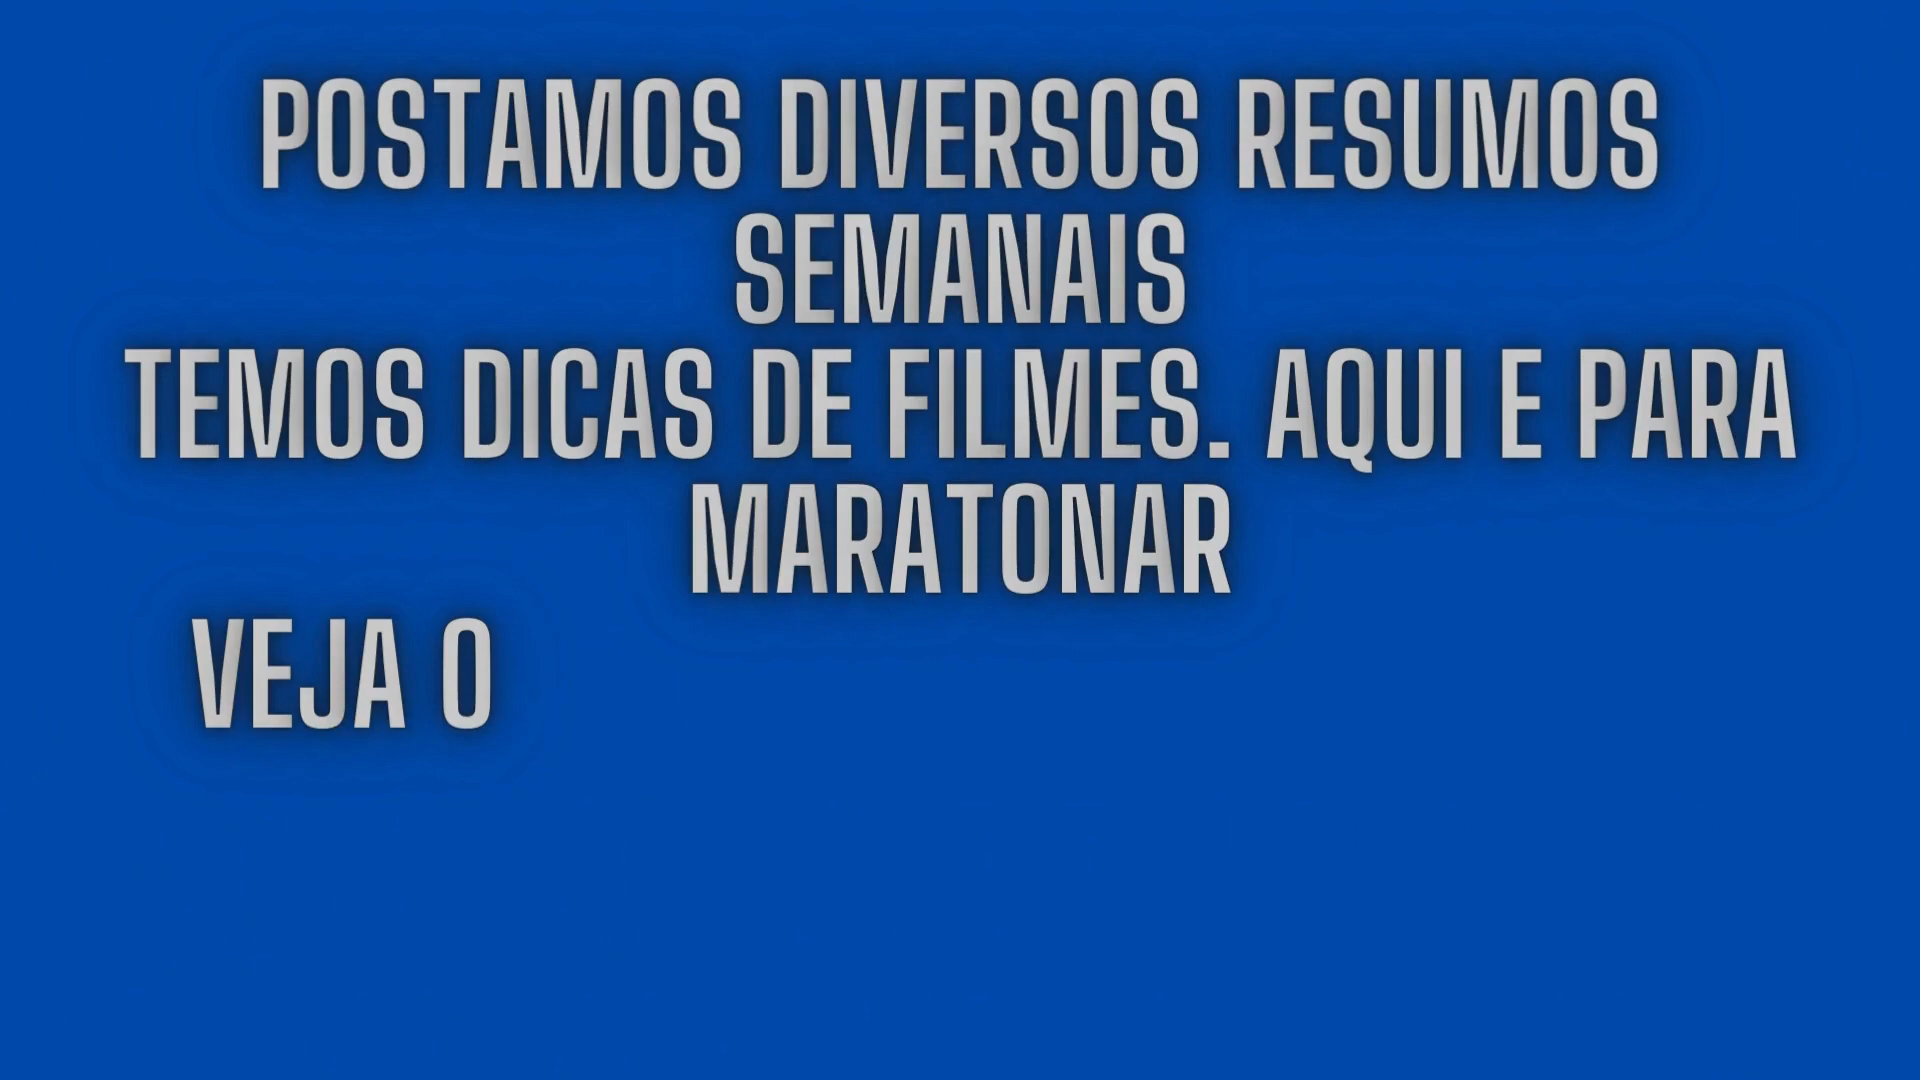 POSTAMOS DIVERSOS RESUMOS
SEMANAIS
TEMOS DICAS DE FILMES. AQUI E PARA
MARATONAR
VEJA O